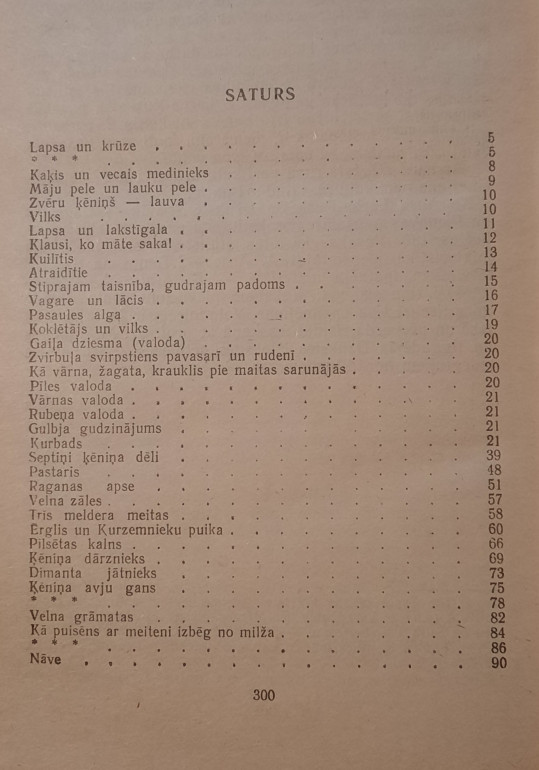 SATURS
Lapsa un krūze . . . . . . . . . . . 5
* * * . . . . . . . . . . . 5
Kaķis un vecais medinieks . . . . . . . . 8
Māju pele un lauku pele . . . . . . . . 9
Zvēru ķēniņš — lauva . . . . . . . . 10
Vilks . . . . . . . . . . . 10
Lapsa un lakstīgala . . . . . . . . . 11
Klausi, ko māte saka! . . . . . . . . . 12
Kuilītis . . . . . . . . . . . 13
Atraidītie . . . . . . . . . . . 14
Stiprajam taisnība, gudrajam padoms . . . . . 15
Vagare un lācis . . . . . . . . . . 16
Pasaules alga . . . . . . . . . . 17
Koklētājs un vilks . . . . . . . . . 19
Gaiļa dziesma (valoda) . . . . . . . . 20
Zvirbuļa svirpstiens pavasarī un rudenī . . . . . 20
Kā vārna, žagata, krauklis pie maitas sarunājās . . . . 20
Pīles valoda . . . . . . . . . . 20
Vārnas valoda . . . . . . . . . . 21
Rubeņa valoda . . . . . . . . . . 21
Gulbja gudzinājums . . . . . . . . . 21
Kurbads . . . . . . . . . . . 21
Septiņi ķēniņa dēli . . . . . . . . . 39
Pastaris . . . . . . . . . . . 48
Raganas apse . . . . . . . . . . 51
Velna zāles . . . . . . . . . . . 57
Trīs meldera meitas . . . . . . . . . 58
Ērglis un Kurzemnieku puika . . . . . . . 60
Pilsētas kalns . . . . . . . . . . 66
Ķēniņa dārznieks . . . . . . . . . 69
Dimanta jātnieks . . . . . . . . . 73
Ķēniņa avju gans . . . . . . . . . 75
* * * . . . . . . . . . . . 78
Velna grāmatas . . . . . . . . . . 82
Kā puisēns ar meiteni izbēg no milža . . . . . . 84
* * * . . . . . . . . . . . 86
Nāve . . . . . . . . . . . 90
300